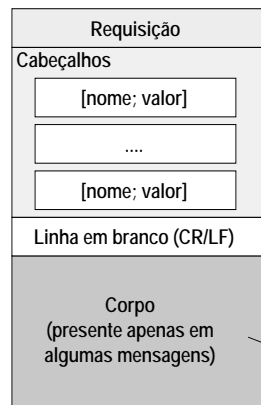 Requisição
Cabeçalhos
[nome; valor]
....
[nome; valor]
Linha em branco (CR/LF)
Corpo
(presente apenas em
algumas mensagens)